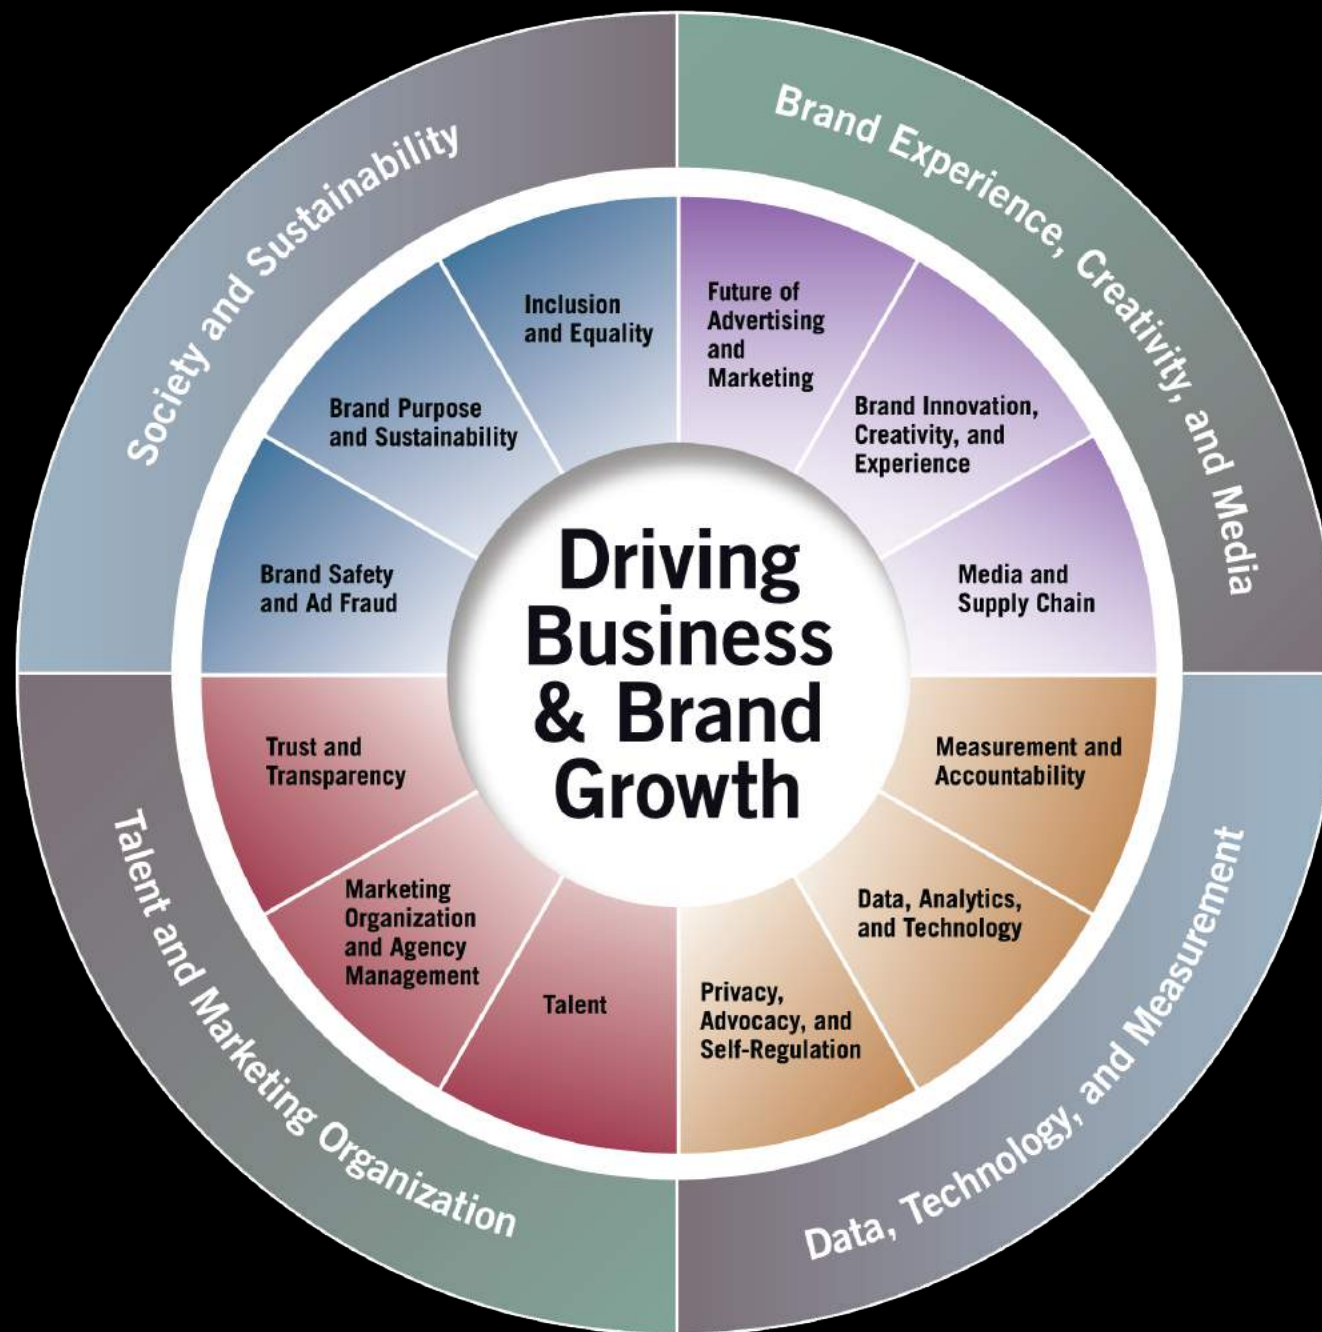 Society and Sustainability
Brand Experience, Creativity, and Media
Inclusion
and Equality
Future of
Advertising
and
Marketing
Brand Purpose
and Sustainability
Brand Innovation,
Creativity, and
Experience
Brand Safety
and Ad Fraud
Media and
Supply Chain
Driving
Business
& Brand
Growth
Trust and
Transparency
Measurement and
Accountability
Marketing
Organization
and Agency
Management
Data, Analytics,
and Technology
Talent
Privacy,
Advocacy, and
Self-Regulation
Talent and Marketing Organization
Data, Technology, and Measurement